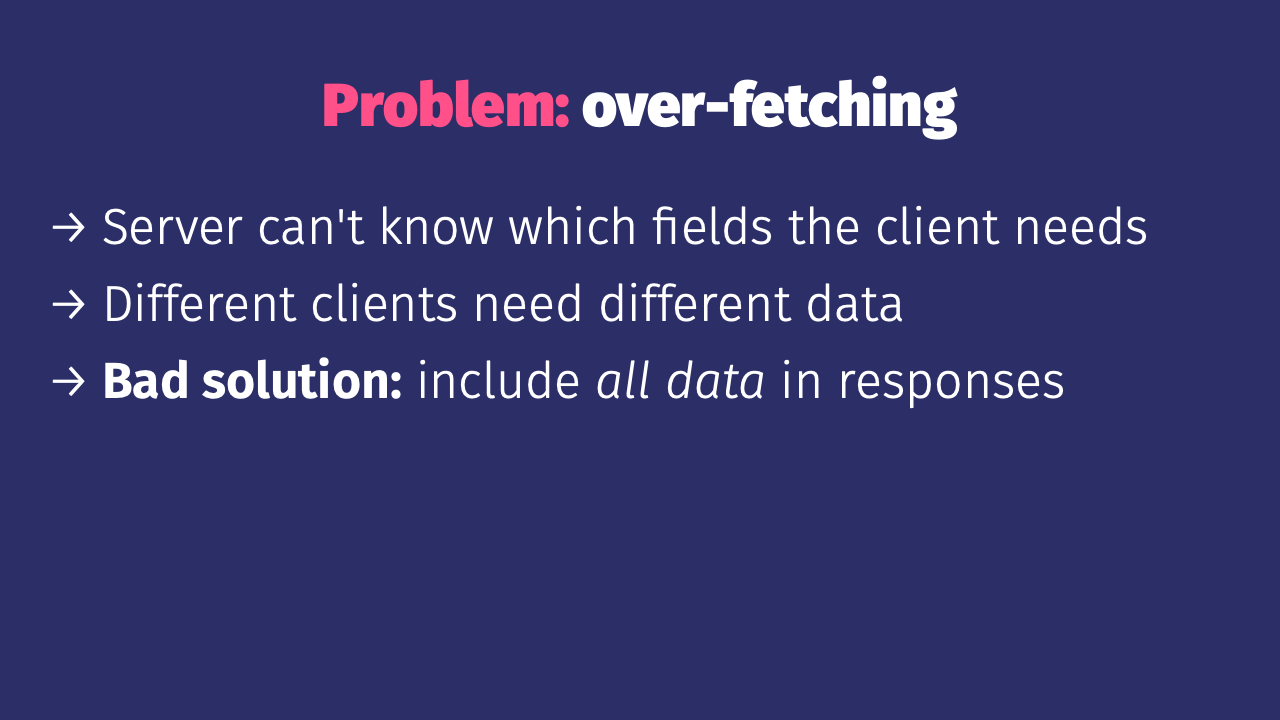 Problem: over-fetching
→ Server can't know which fields the client needs
→ Different clients need different data
→ Bad solution: include all data in responses